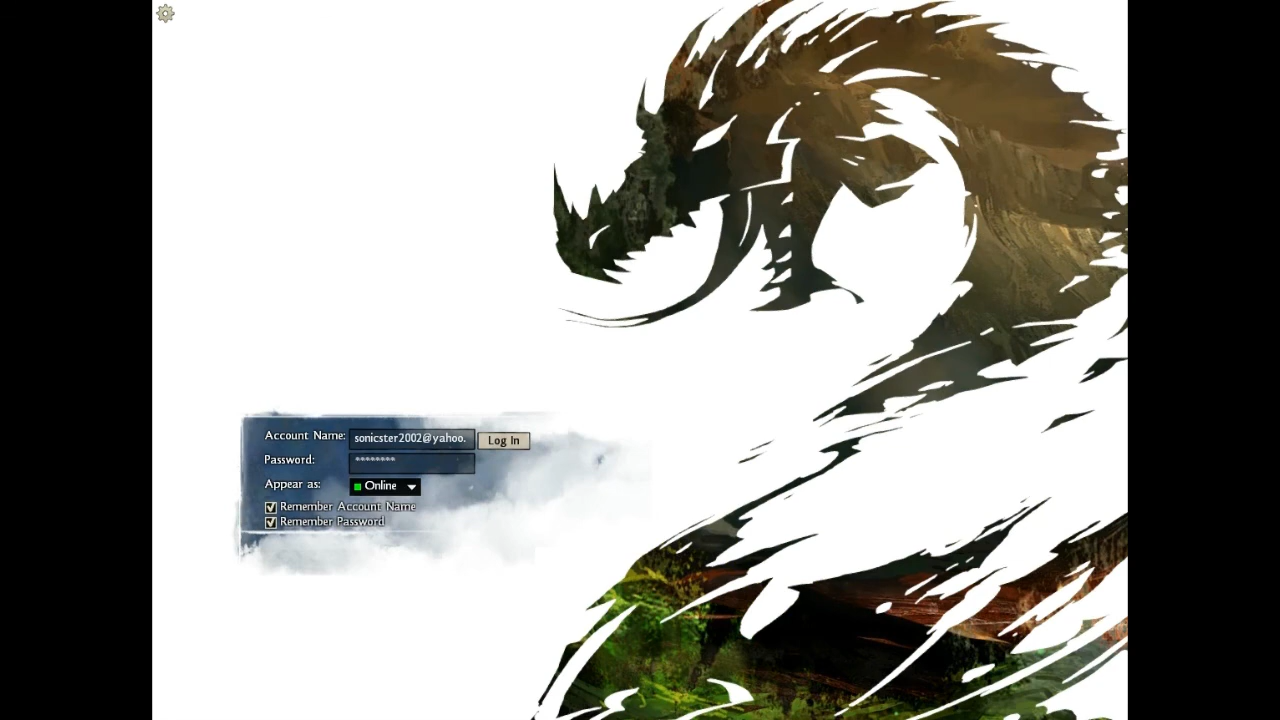 Account Name: sonicster2002@yahoo. Log In
Password: ********
Appear as: Online
Remember Account Name
Remember Password